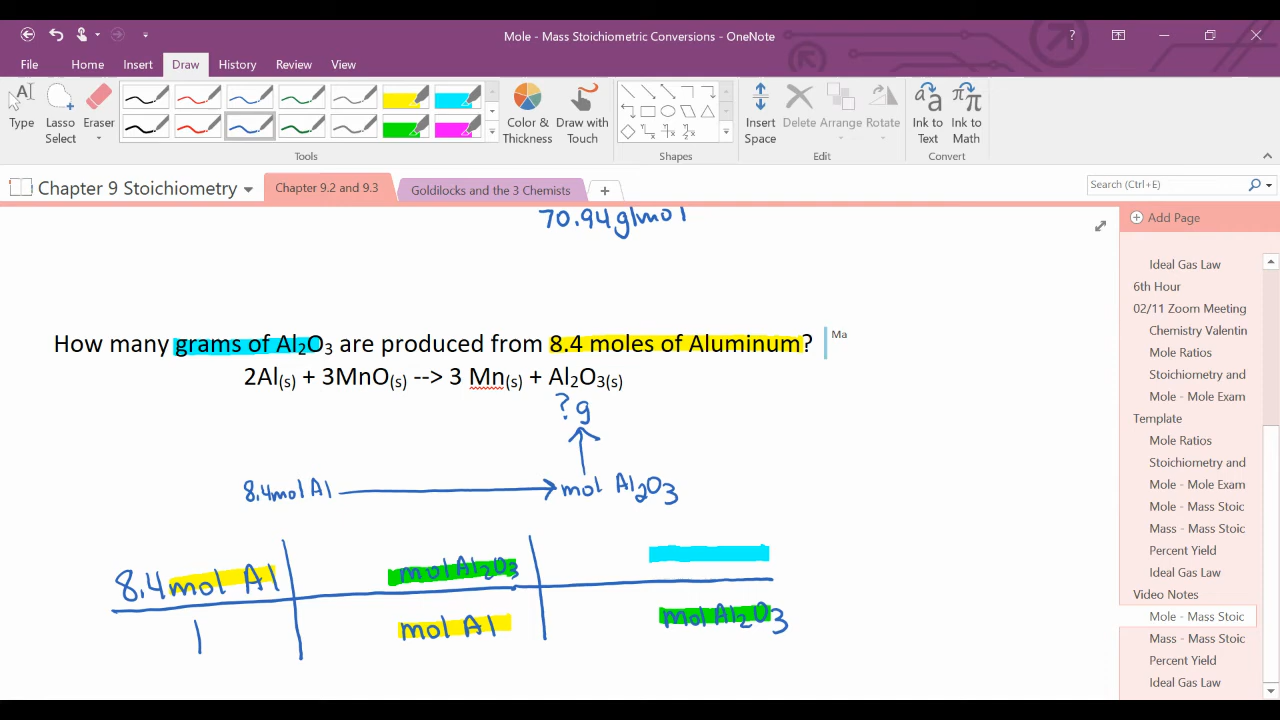 Mole - Mass Stoichiometric Conversions - OneNote
?
File Home Insert Draw History Review View
Type
Lasso Select
Eraser
Color & Thickness
Draw with Touch
Insert Space
Delete
Arrange
Rotate
Ink to Text
Ink to Math
Tools
Shapes
Edit
Convert
Chapter 9 Stoichiometry
Chapter 9.2 and 9.3
Goldilocks and the 3 Chemists
Search (Ctrl+E)
70.94 g/mol
How many grams of Al₂O₃ are produced from 8.4 moles of Aluminum?
Ma
2Al(s) + 3MnO(s) --> 3 Mn(s) + Al₂O₃(s)
? g
8.4mol Al
mol Al₂O₃
8.4 mol Al
mol Al₂O₃
1
mol Al
mol Al₂O₃
Add Page
Ideal Gas Law
6th Hour
02/11 Zoom Meeting
Chemistry Valentin
Mole Ratios
Stoichiometry and
Mole - Mole Exam
Template
Mole Ratios
Stoichiometry and
Mole - Mole Exam
Mole - Mass Stoic
Mass - Mass Stoic
Percent Yield
Ideal Gas Law
Video Notes
Mole - Mass Stoic
Mass - Mass Stoic
Percent Yield
Ideal Gas Law